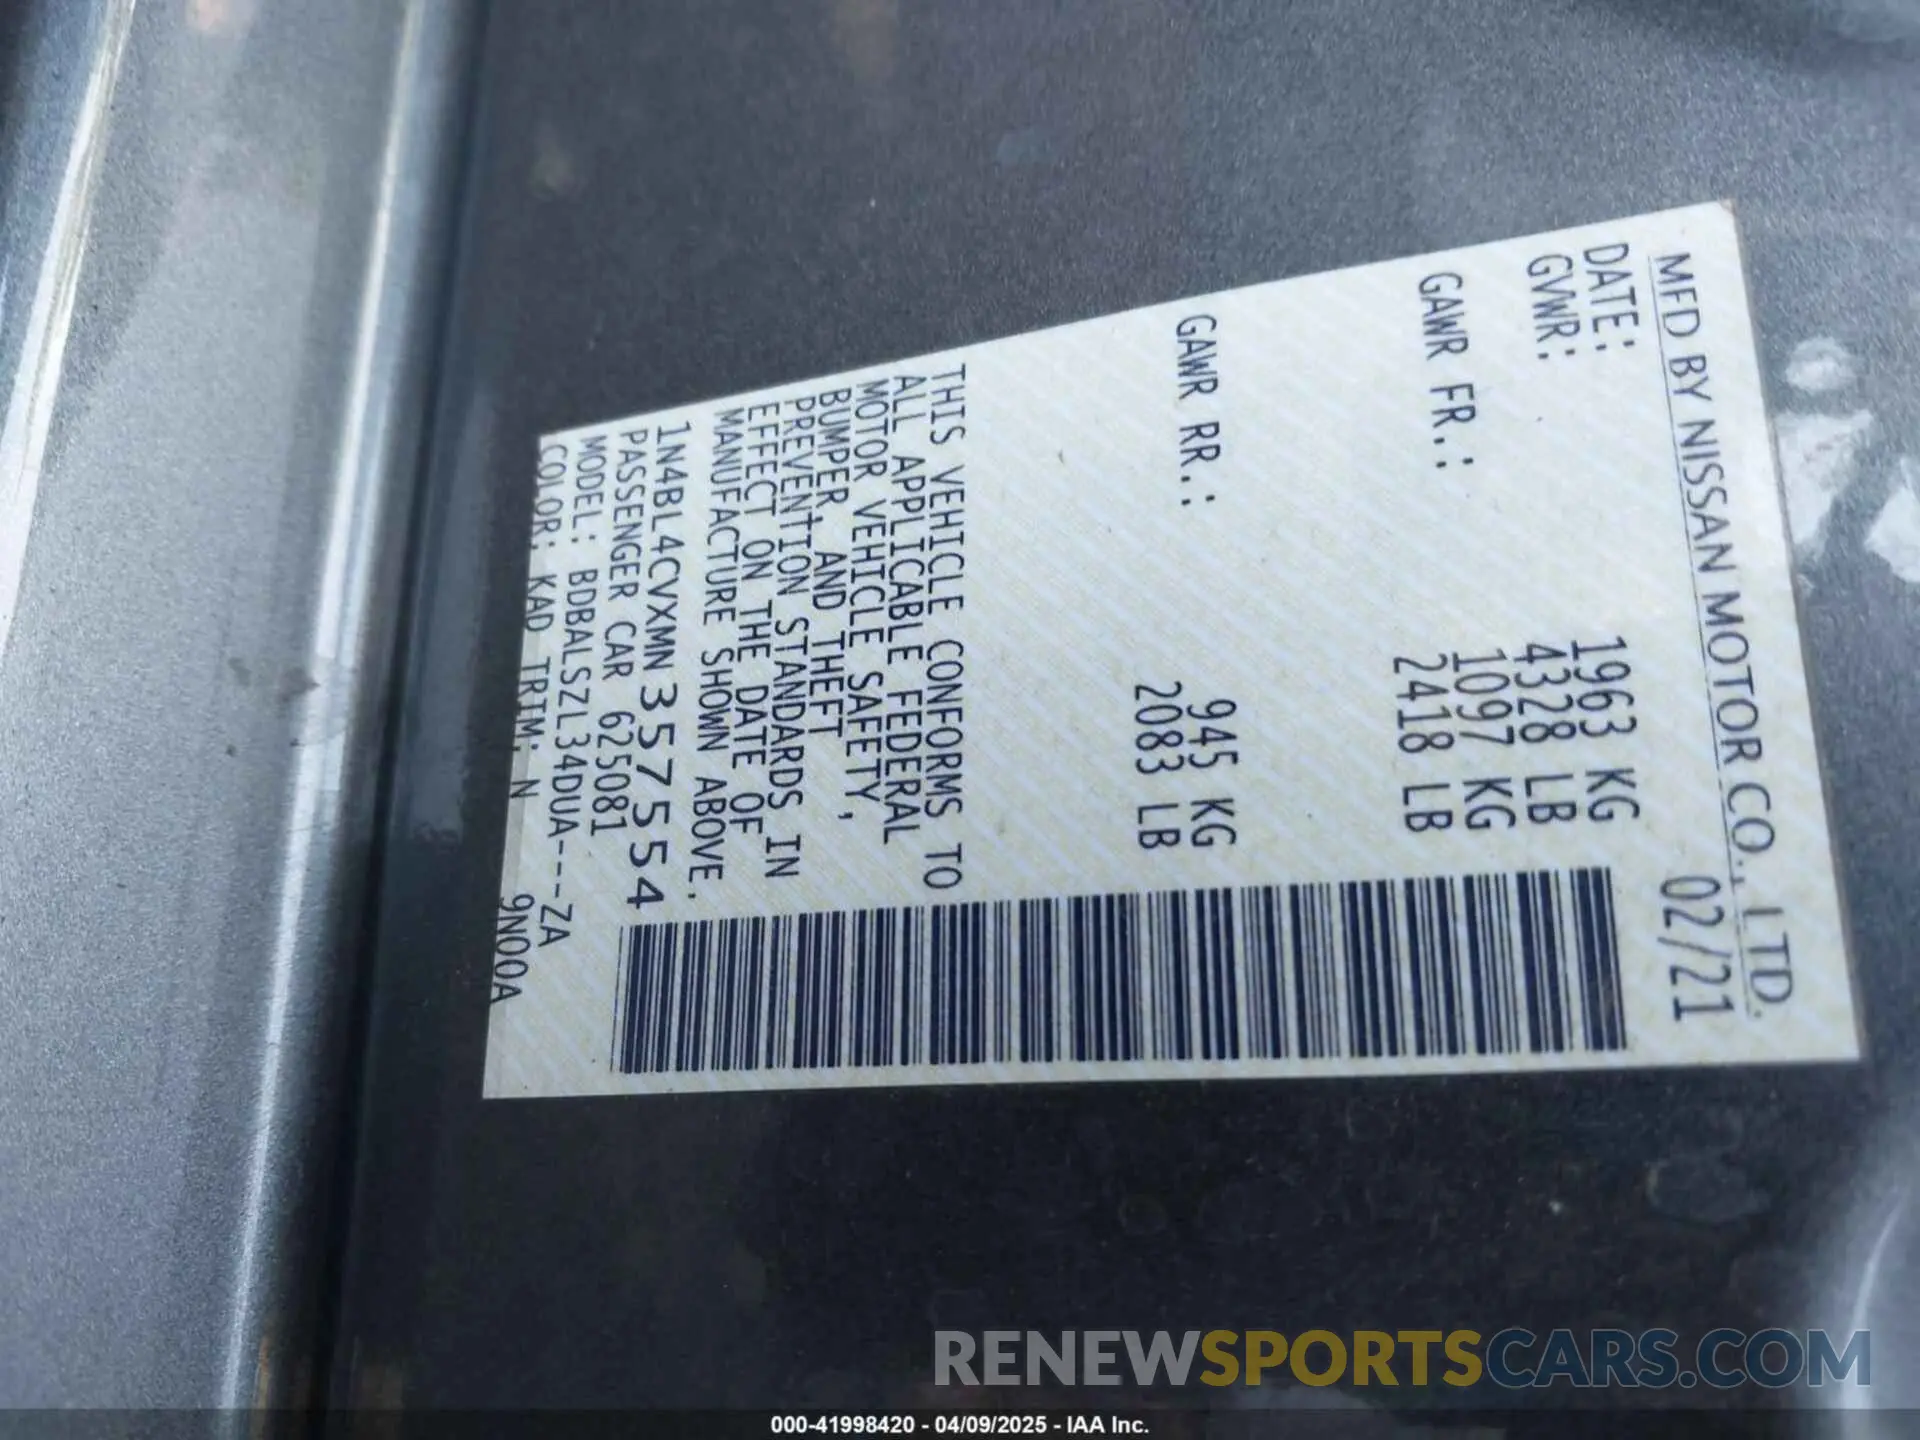 MFD BY NISSAN MOTOR CO., LTD.
DATE: 02/21
GVWR: 1963 KG
4328 LB
GAWR FR.: 1097 KG
2418 LB
GAWR RR.: 945 KG
2083 LB
THIS VEHICLE CONFORMS TO
ALL APPLICABLE FEDERAL
MOTOR VEHICLE SAFETY,
BUMPER, AND THEFT
PREVENTION STANDARDS IN
EFFECT ON THE DATE OF
MANUFACTURE SHOWN ABOVE.
1N4BL4CVXMN357554
PASSENGER CAR 625081
MODEL: BDBALSZL34DUA---ZA
COLOR: KAD TRIM: N 9N00A
RENEWSPORTSCARS.COM
000-41998420 - 04/09/2025 - IAA Inc.